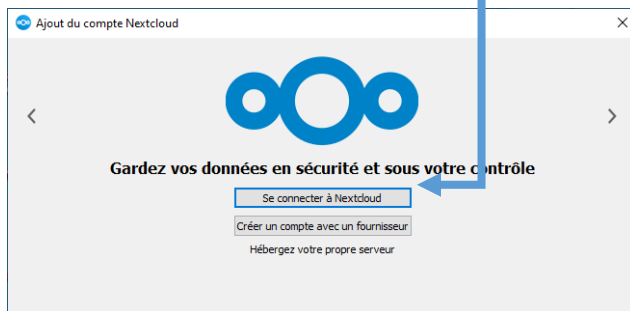 Ajout du compte Nextcloud
Gardez vos données en sécurité et sous votre contrôle
Se connecter à Nextcloud
Créer un compte avec un fournisseur
Hébergez votre propre serveur